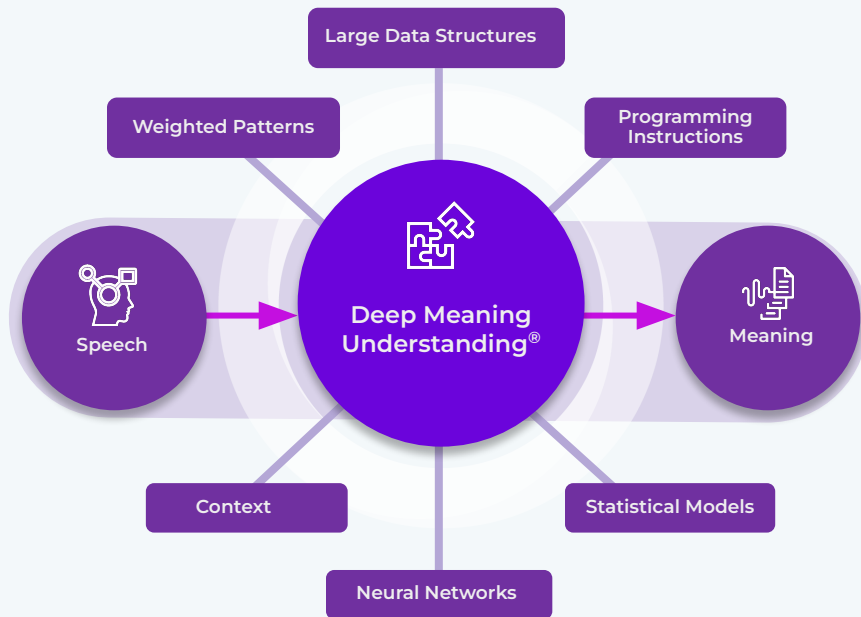 Large Data Structures
Weighted Patterns
Programming
Instructions
Speech
Deep Meaning
Understanding®
Meaning
Context
Statistical Models
Neural Networks